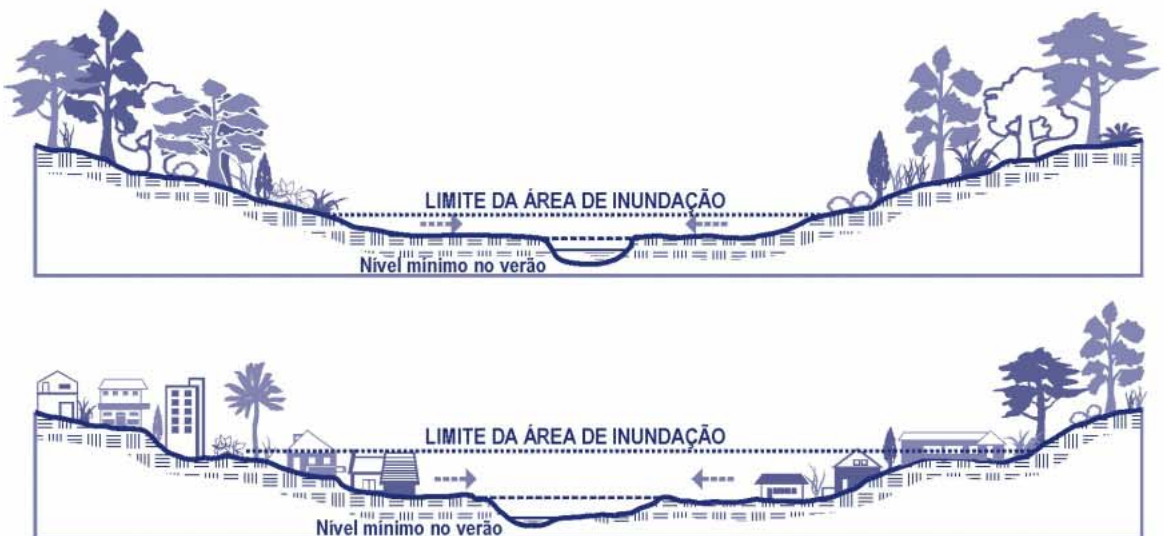 LIMITE DA ÁREA DE INUNDAÇÃO
Nível mínimo no verão
LIMITE DA ÁREA DE INUNDAÇÃO
Nível mínimo no verão